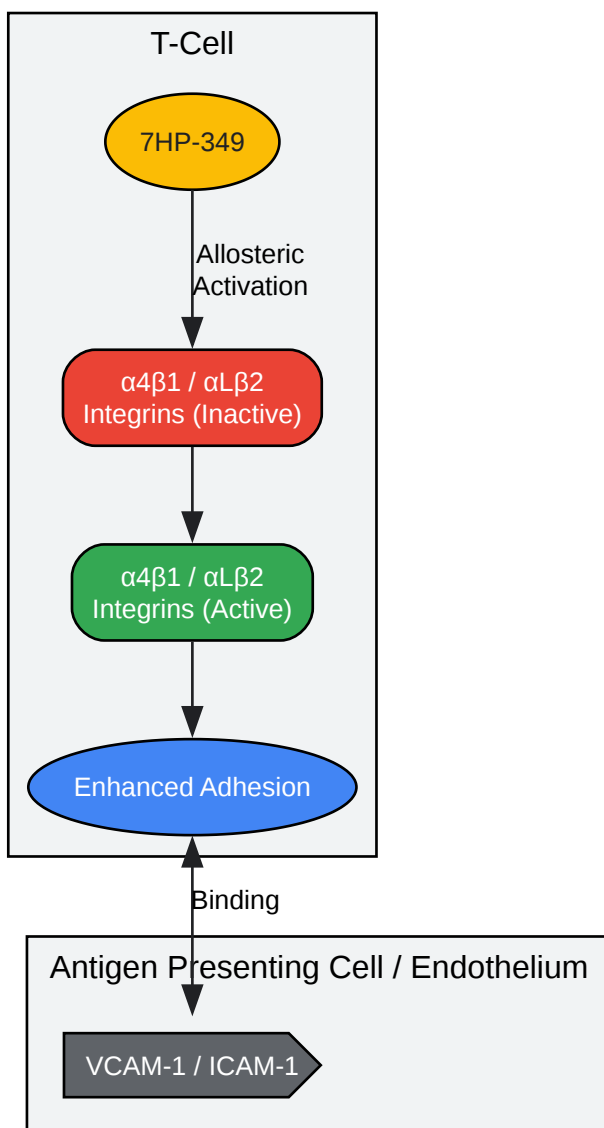 T-Cell
7HP-349
Allosteric
Activation
α4β1 / αLβ2
Integrins (Inactive)
α4β1 / αLβ2
Integrins (Active)
Enhanced Adhesion
Binding
Antigen Presenting Cell / Endothelium
VCAM-1 / ICAM-1